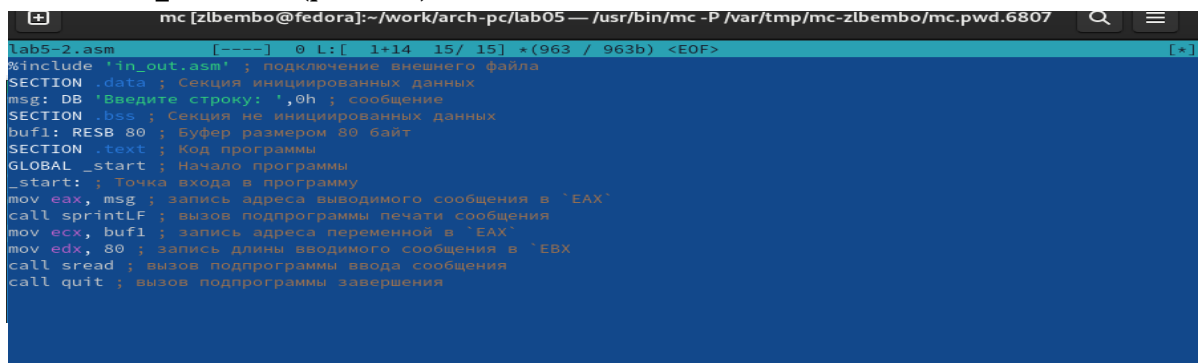 mc [zlbembo@fedora]:~/work/arch-pc/lab05 — /usr/bin/mc -P /var/tmp/mc-zlbembo/mc.pwd.6807
lab5-2.asm [----] 0 L:[ 1+14 15/ 15] *(963 / 963b) <EOF> [*]
%include 'in_out.asm' ; подключение внешнего файла
SECTION .data ; Секция инициированных данных
msg: DB 'Введите строку: ',0h ; сообщение
SECTION .bss ; Секция не инициированных данных
buf1: RESB 80 ; Буфер размером 80 байт
SECTION .text ; Код программы
GLOBAL _start ; Начало программы
_start: ; Точка входа в программу
mov eax, msg ; запись адреса выводимого сообщения в `EAX`
call sprintLF ; вызов подпрограммы печати сообщения
mov ecx, buf1 ; запись адреса переменной в `EAX`
mov edx, 80 ; запись длины вводимого сообщения в `EBX
call sread ; вызов подпрограммы ввода сообщения
call quit ; вызов подпрограммы завершения